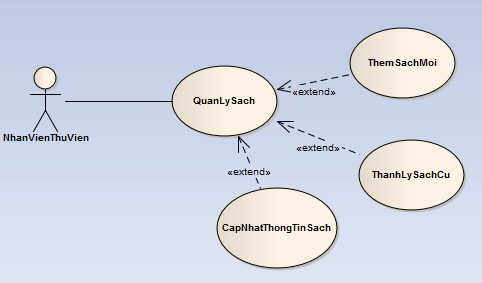 ThemSachMoi
QuanLySach
«extend»
NhanVienThuVien
«extend»
ThanhLySachCu
«extend»
CapNhatThongTinSach